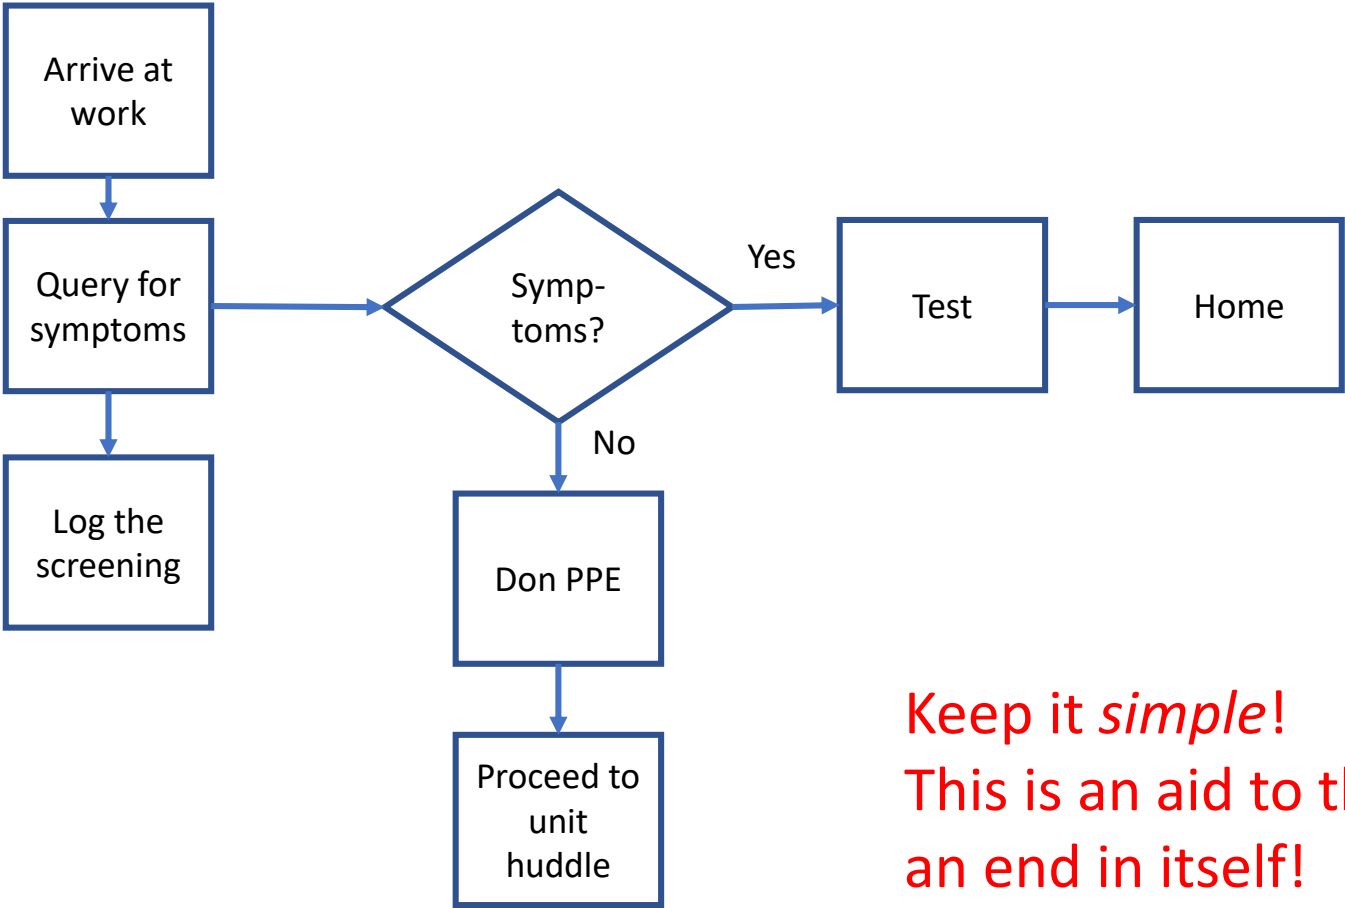 Arrive at
work
Query for
symptoms
Symp-
toms?
Yes
Test
Home
No
Log the
screening
Don PPE
Proceed to
unit
huddle
Keep it simple!
This is an aid to
an end in itself!